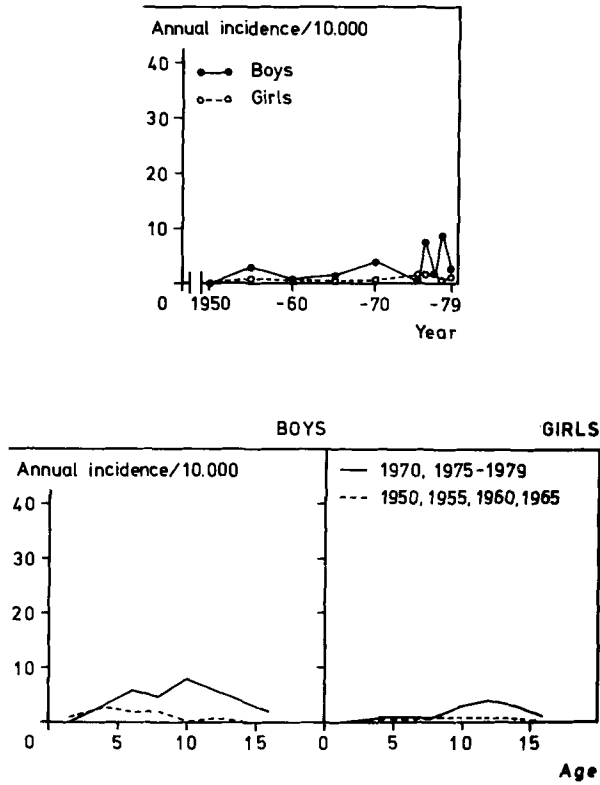 Annual incidence/10.000
40
Boys
Girls
30
20
10
0 1950 -60 -70 -79
Year
BOYS GIRLS
Annual incidence/10.000
1970, 1975-1979
1950, 1955, 1960, 1965
40
30
20
10
0 5 10 15 0 5 10 15
Age